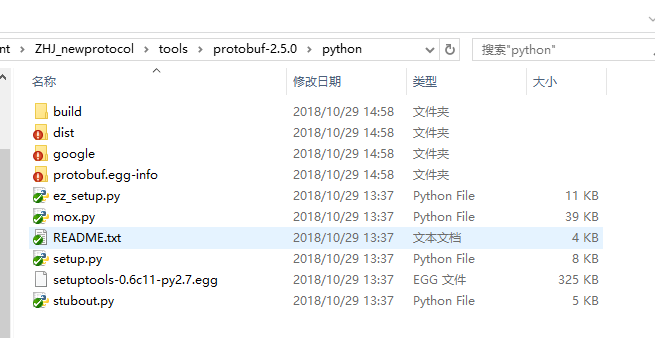 nt › ZHJ_newprotocol › tools › protobuf-2.5.0 › python 搜索"python"
名称 修改日期 类型 大小
build 2018/10/29 14:58 文件夹
dist 2018/10/29 14:58 文件夹
google 2018/10/29 14:58 文件夹
protobuf.egg-info 2018/10/29 14:58 文件夹
ez_setup.py 2018/10/29 13:37 Python File 11 KB
mox.py 2018/10/29 13:37 Python File 39 KB
README.txt 2018/10/29 13:37 文本文档 4 KB
setup.py 2018/10/29 13:37 Python File 8 KB
setuptools-0.6c11-py2.7.egg 2018/10/29 13:37 EGG 文件 325 KB
stubout.py 2018/10/29 13:37 Python File 5 KB